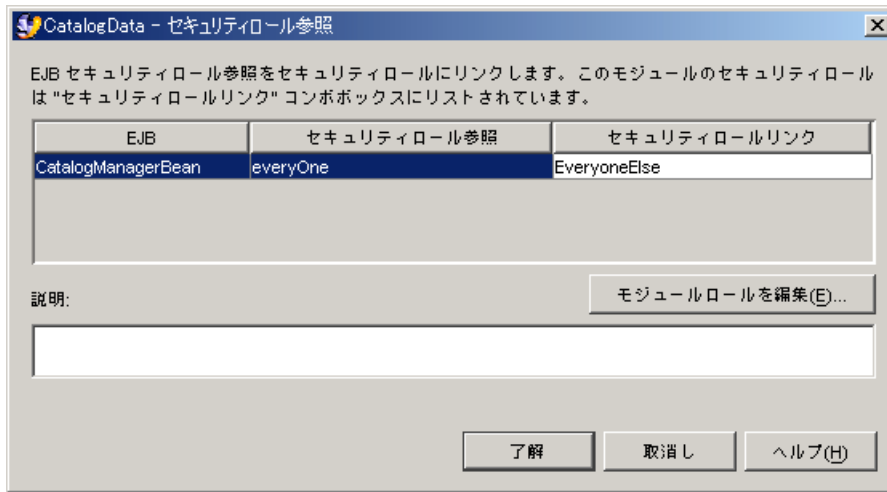 CatalogData – セキュリティロール参照
EJB セキュリティロール参照をセキュリティロールにリンクします。このモジュールのセキュリティロール
は "セキュリティロールリンク" コンボボックスにリストされています。
EJB セキュリティロール参照 セキュリティロールリンク
CatalogManagerBean everyOne EveryoneElse
説明: モジュールロールを編集(E)...
了解 取消し ヘルプ(H)